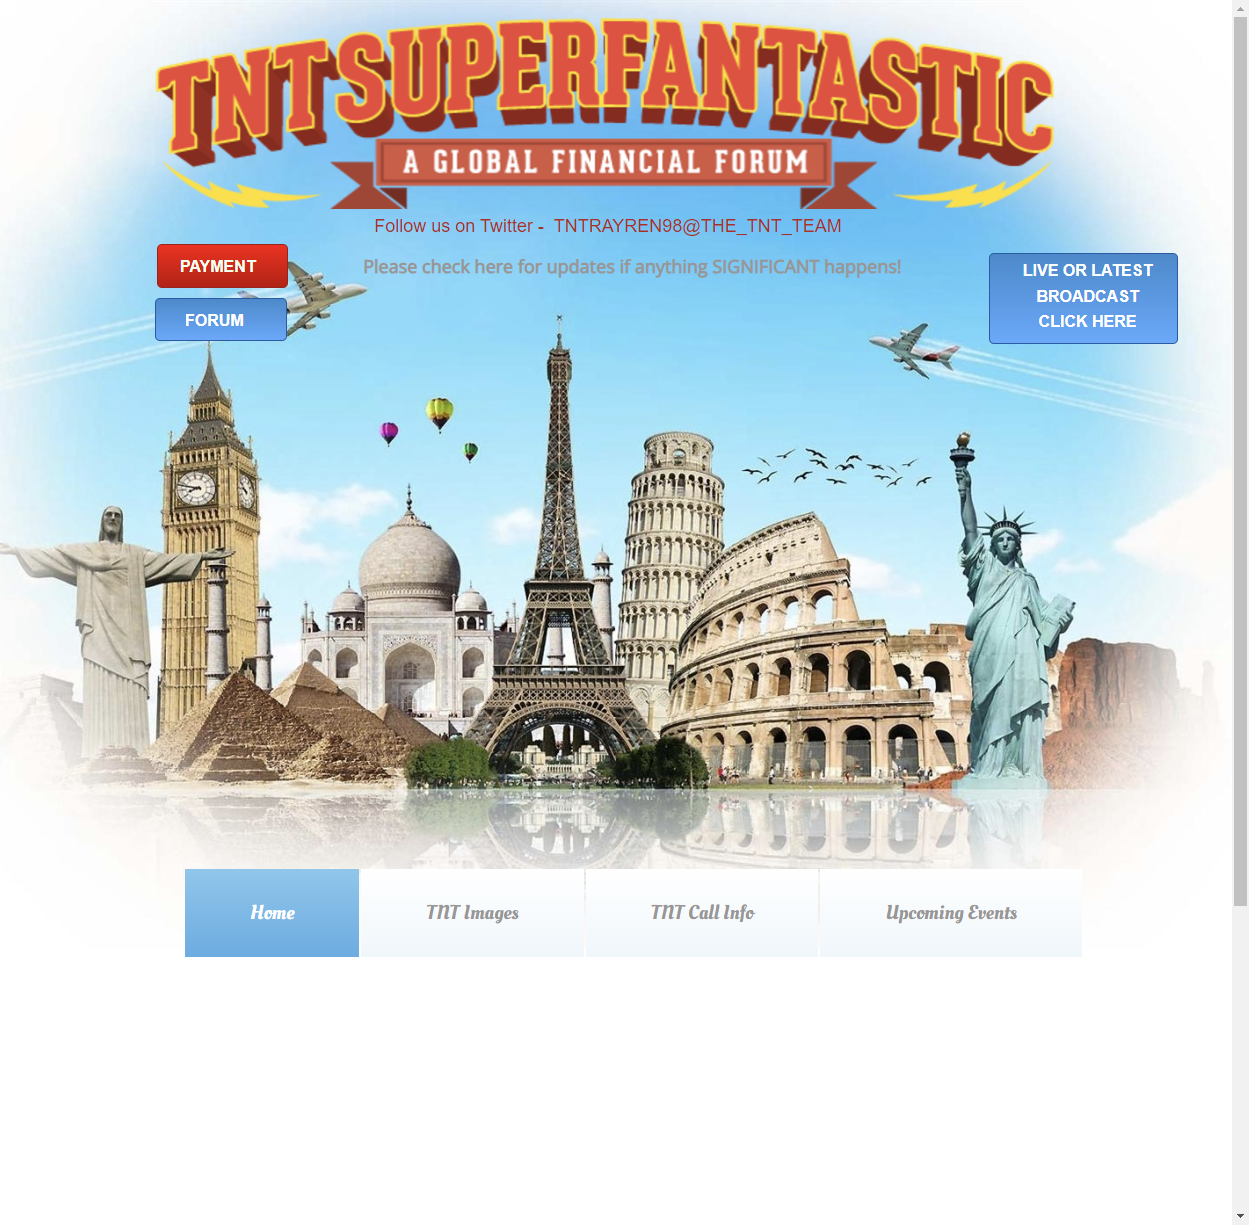 TNTSUPERFANTASTIC
A GLOBAL FINANCIAL FORUM
Follow us on Twitter - TNTRAYREN98@THE_TNT_TEAM
PAYMENT
Please check here for updates if anything SIGNIFICANT happens!
LIVE OR LATEST
BROADCAST
CLICK HERE
FORUM
Home
TNT Images
TNT Call Info
Upcoming Events